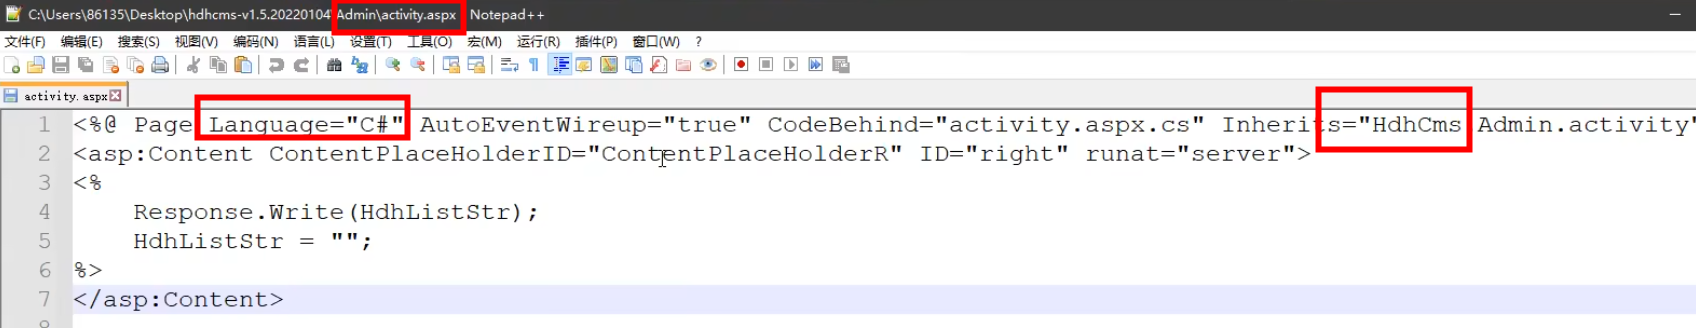 C:\Users\86135\Desktop\hdhcms-v1.5.20220104\Admin\activity.aspx - Notepad++
文件(F) 编辑(E) 搜索(S) 视图(V) 编码(N) 语言(L) 设置(T) 工具(O) 宏(M) 运行(R) 插件(P) 窗口(W) ?
activity.aspx
1 <%@ Page Language="C#" AutoEventWireup="true" CodeBehind="activity.aspx.cs" Inherits="HdhCms.Admin.activity"
2 <asp:Content ContentPlaceHolderID="ContentPlaceHolderR" ID="right" runat="server">
3 <%
4 Response.Write(HdhListStr);
5 HdhListStr = "";
6 %>
7 </asp:Content>
8